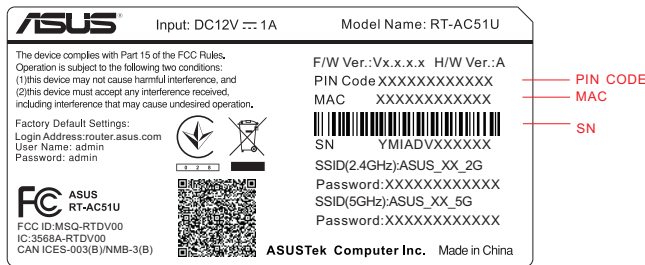 ASUS Input: DC12V 1A Model Name: RT-AC51U
The device complies with Part 15 of the FCC Rules.
Operation is subject to the following two conditions:
(1)this device may not cause harmful interference, and
(2)this device must accept any interference received,
including interference that may cause undesired operation.
Factory Default Settings:
Login Address:router.asus.com
User Name: admin
Password: admin
028
FC ASUS
RT-AC51U
FCC ID:MSQ-RTDV00
IC:3568A-RTDV00
CAN ICES-003(B)/NMB-3(B)
F/W Ver.:Vx.x.x.x H/W Ver.:A
PIN Code XXXXXXXXXXXX
MAC XXXXXXXXXXXX
SN YMIADVXXXXXX
SSID(2.4GHz):ASUS_XX_2G
Password:XXXXXXXXXXXX
SSID(5GHz):ASUS_XX_5G
Password:XXXXXXXXXXXX
ASUSTek Computer Inc. Made in China
PIN CODE
MAC
SN